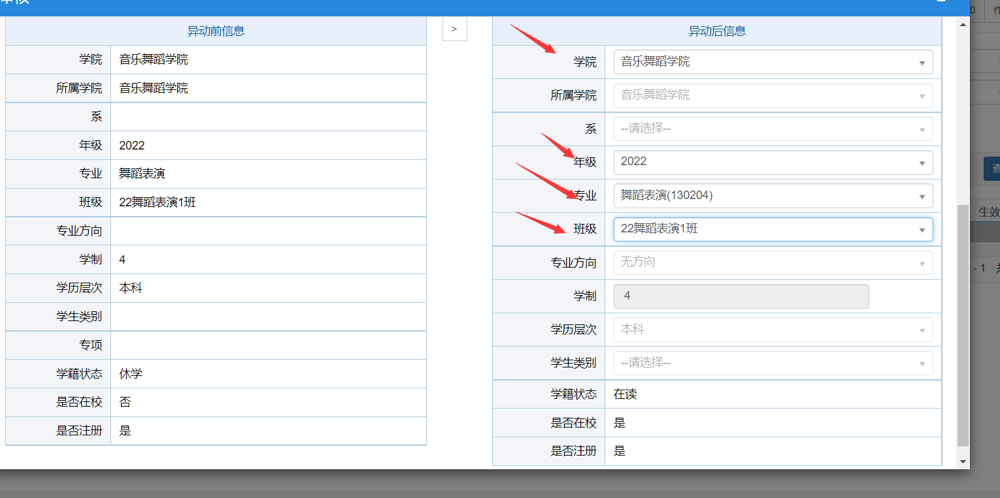 审核
异动前信息
学院 音乐舞蹈学院
所属学院 音乐舞蹈学院
系
年级 2022
专业 舞蹈表演
班级 22舞蹈表演1班
专业方向
学制 4
学历层次 本科
学生类别
专项
学籍状态 休学
是否在校 否
是否注册 是
>
异动后信息
学院 音乐舞蹈学院
所属学院 音乐舞蹈学院
系 --请选择--
年级 2022
专业 舞蹈表演(130204)
班级 22舞蹈表演1班
专业方向 无方向
学制 4
学历层次 本科
学生类别 --请选择--
学籍状态 在读
是否在校 是
是否注册 是
生效
- 1